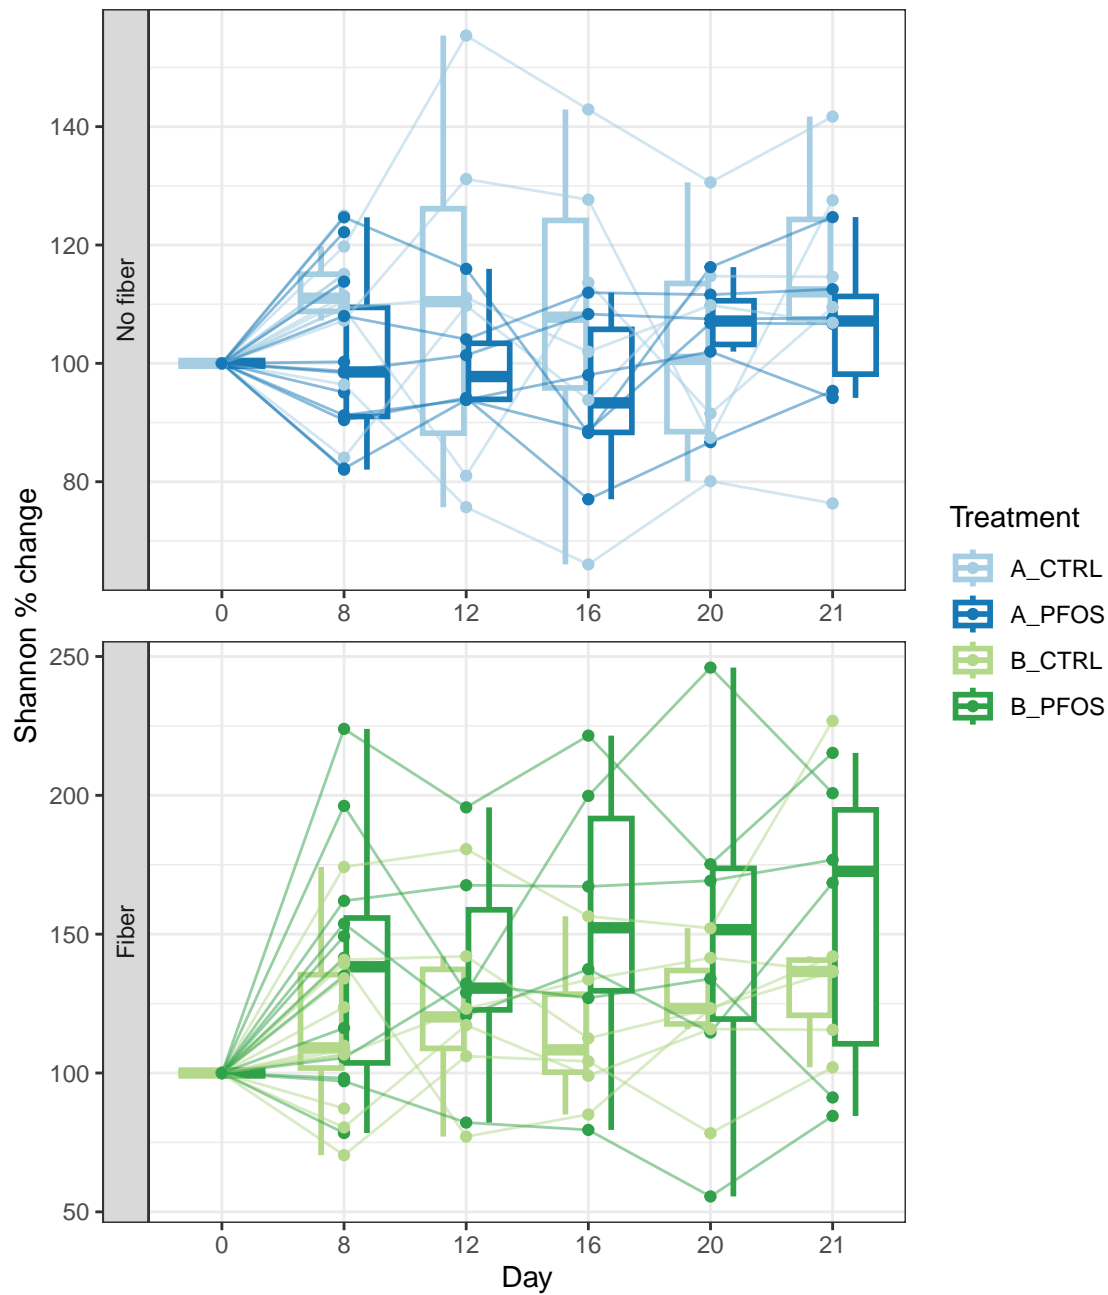 Shannon % change
No fiber
140
120
100
80
0 8 12 16 20 21
Fiber
250
200
150
100
50
0 8 12 16 20 21
Day
Treatment
A_CTRL
A_PFOS
B_CTRL
B_PFOS